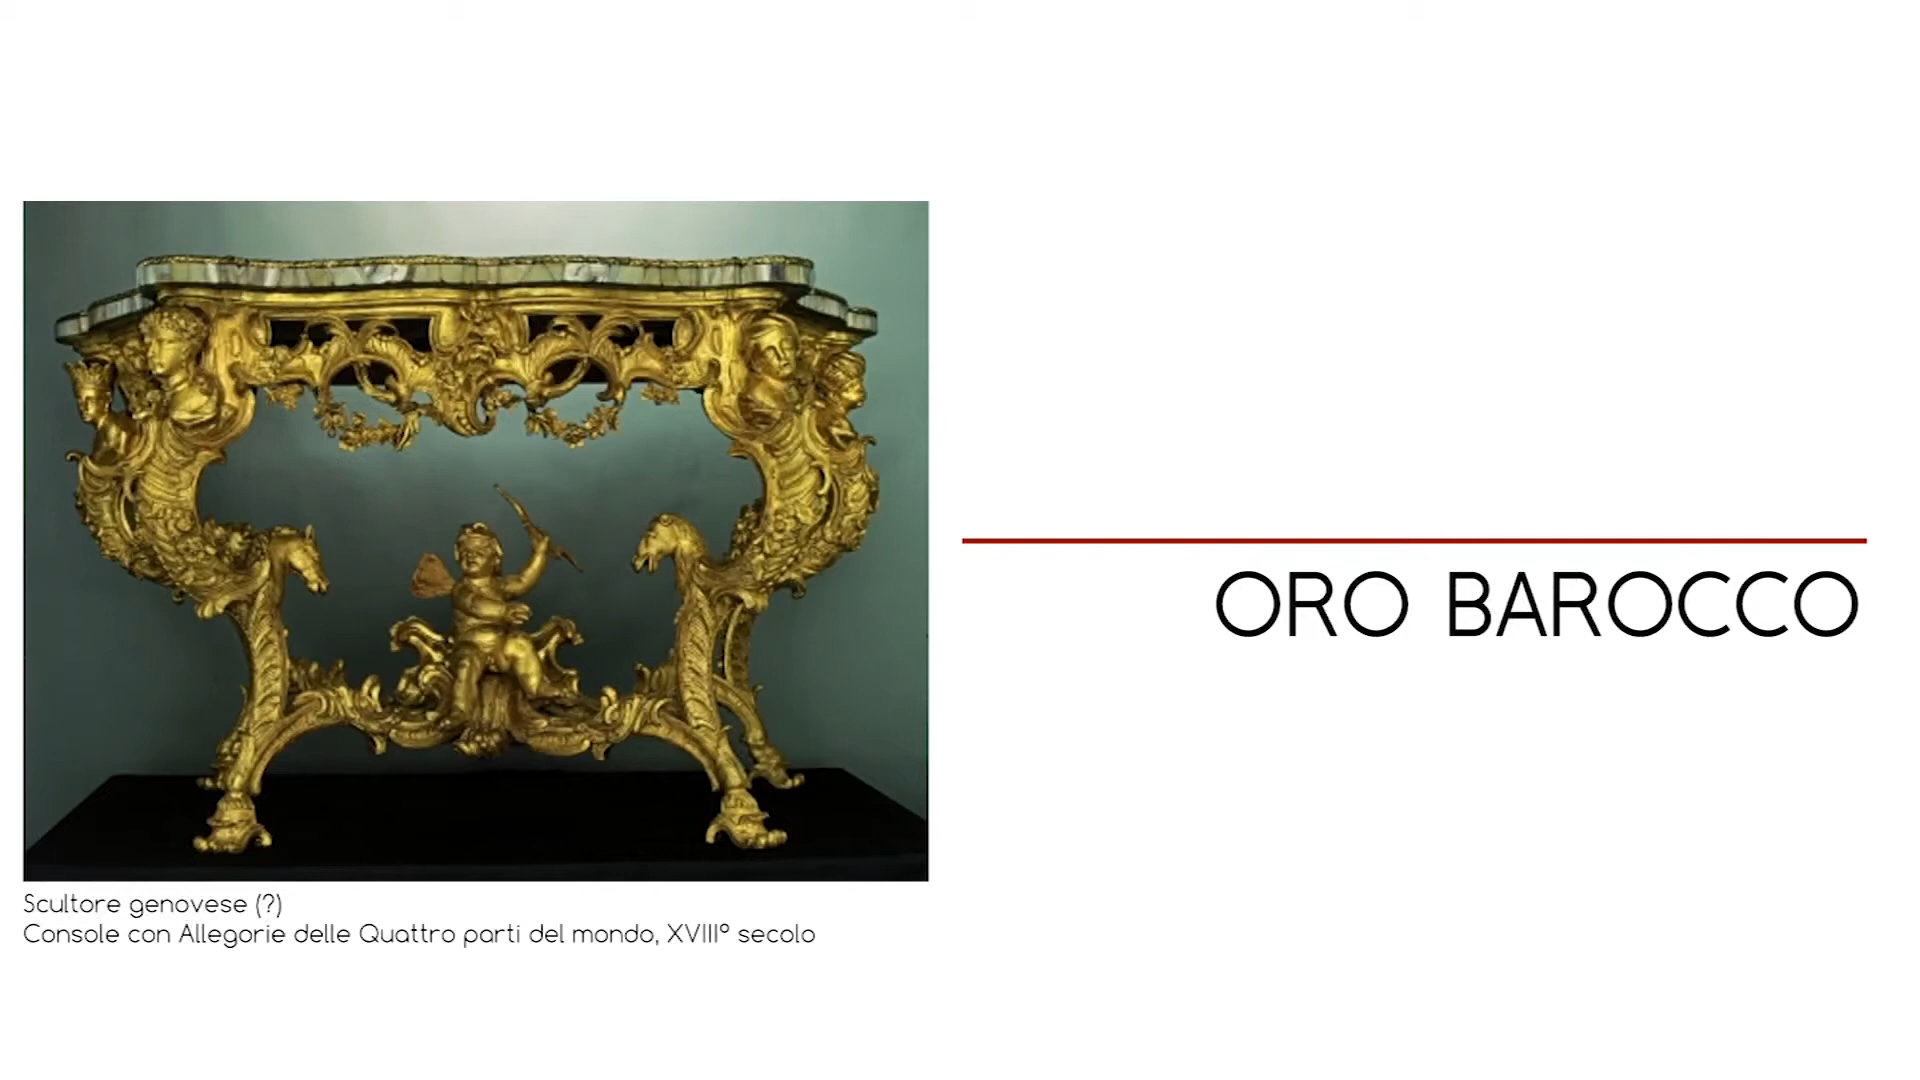 ORO BAROCCO
Scultore genovese (?)
Console con Allegorie delle Quattro parti del mondo, XVIII° secolo